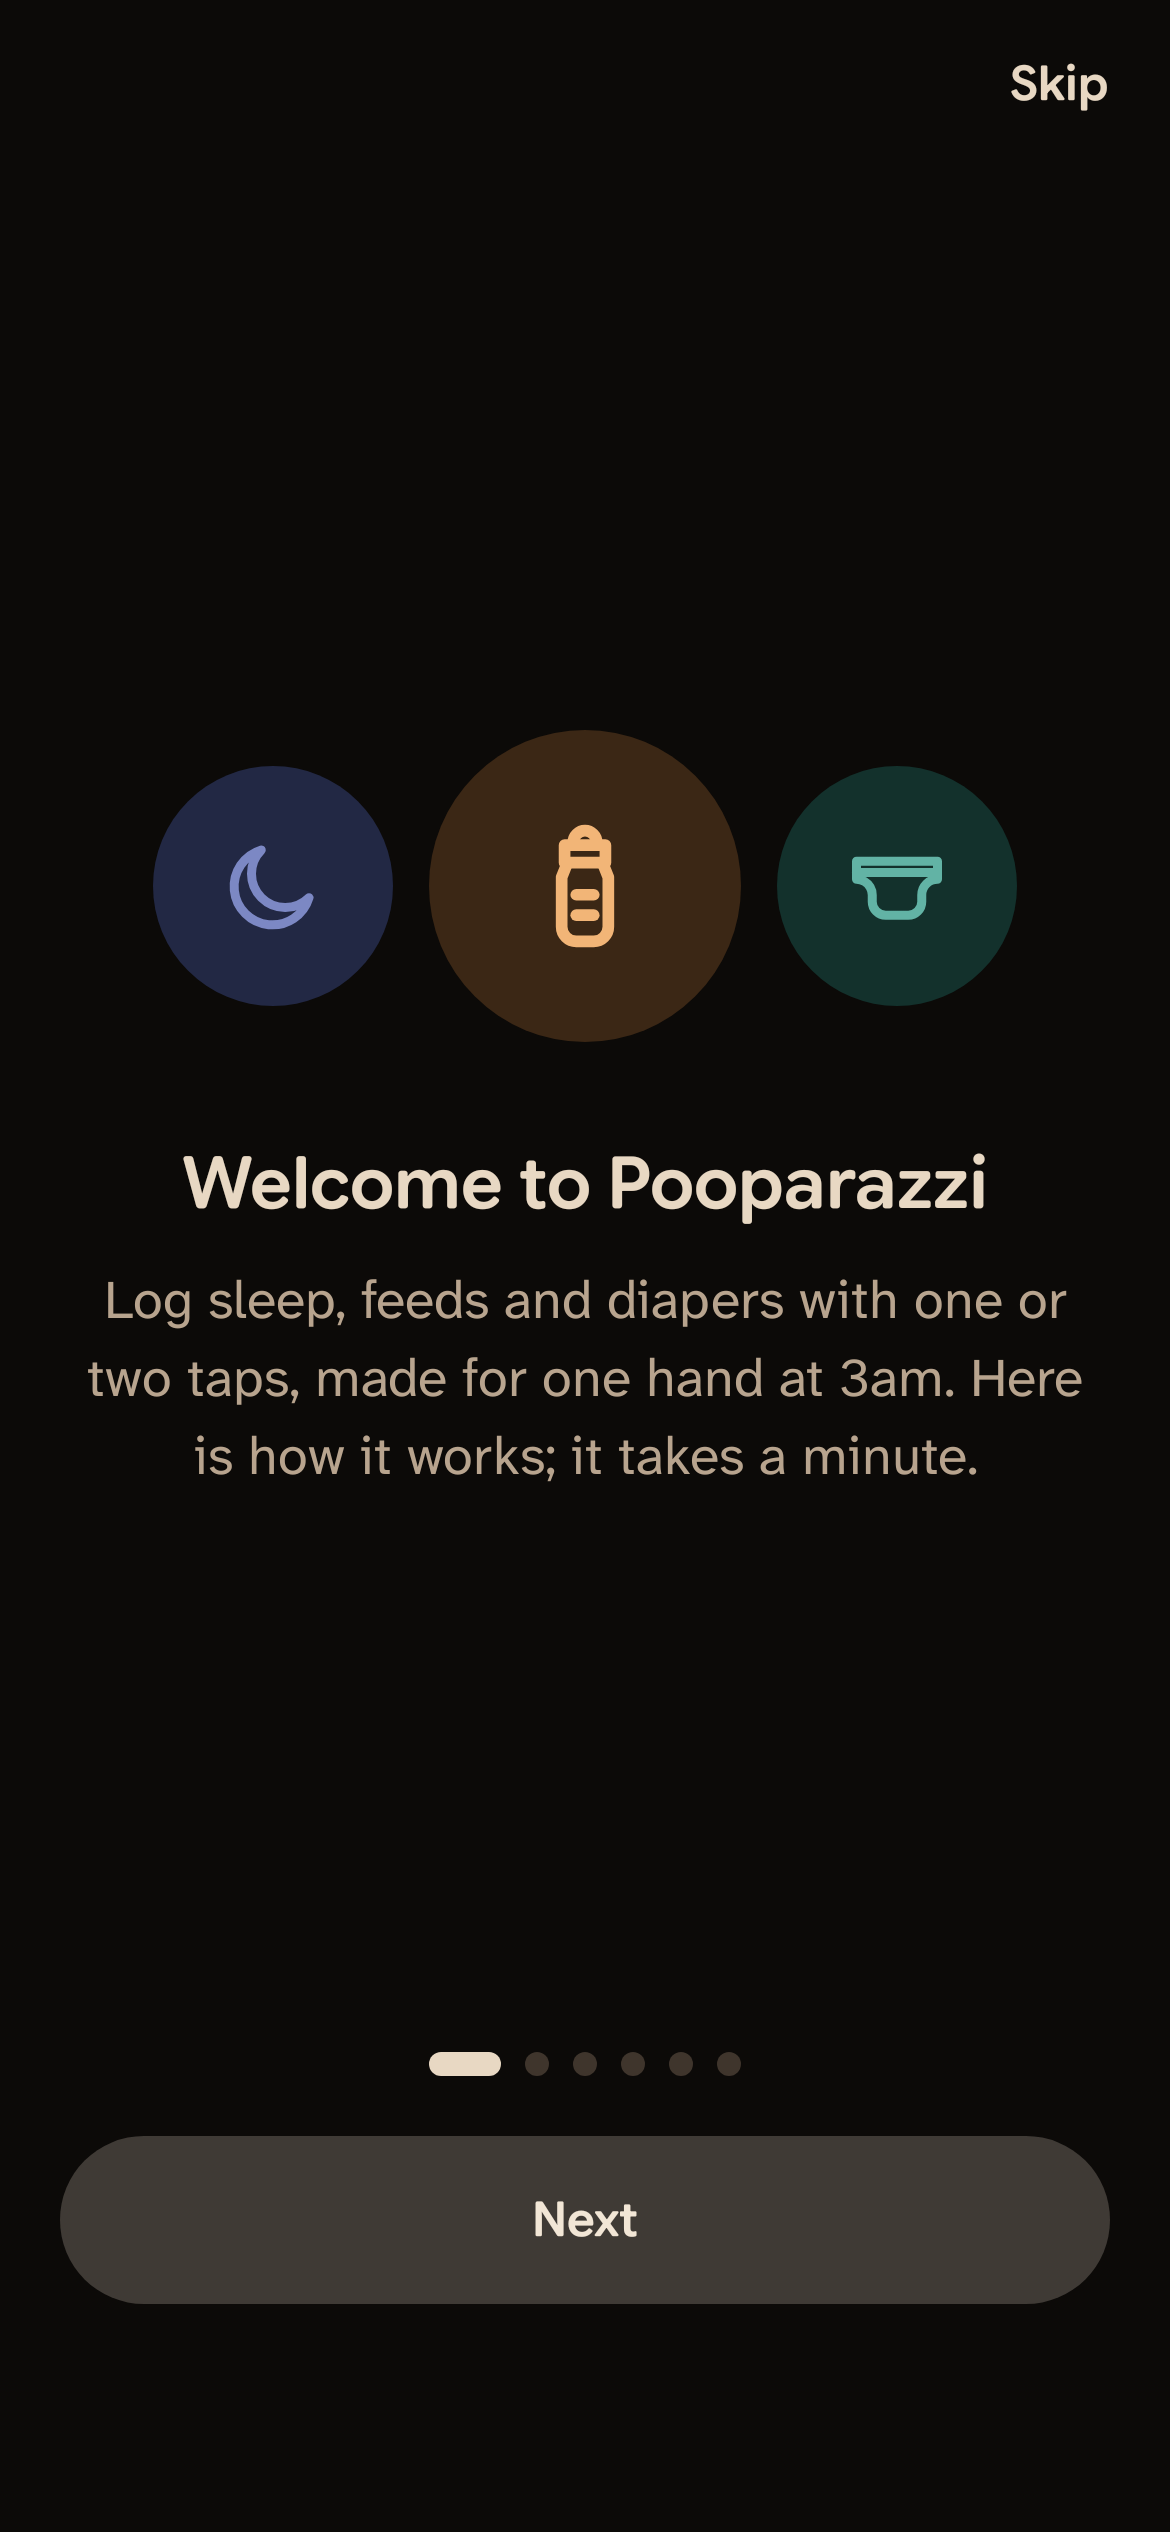 Skip
Welcome to Pooparazzi
Log sleep, feeds and diapers with one or
two taps, made for one hand at 3am. Here
is how it works; it takes a minute.
Next